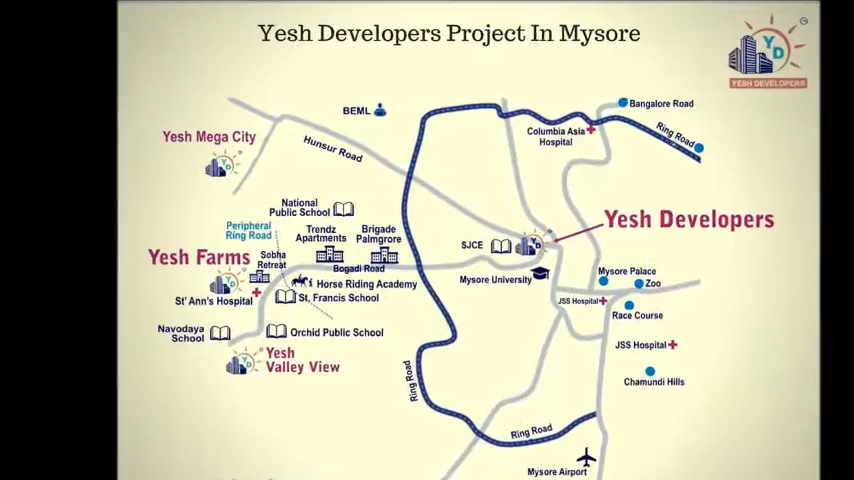 Yesh Developers Project In Mysore
YD
YESH DEVELOPERS
BEML
Bangalore Road
Ring Road
Columbia Asia
Hospital
Yesh Mega City
Hunsur Road
National
Public School
Peripheral
Ring Road
Trendz
Apartments
Brigade
Palmgrore
SJCE
Yesh Developers
Yesh Farms
Sobha
Retreat
Bogadi Road
Mysore University
Mysore Palace
Zoo
Horse Riding Academy
St' Ann's Hospital
St. Francis School
JSS Hospital
Race Course
Navodaya
School
Orchid Public School
JSS Hospital
Yesh
Valley View
Ring Road
Chamundi Hills
Ring Road
Mysore Airport